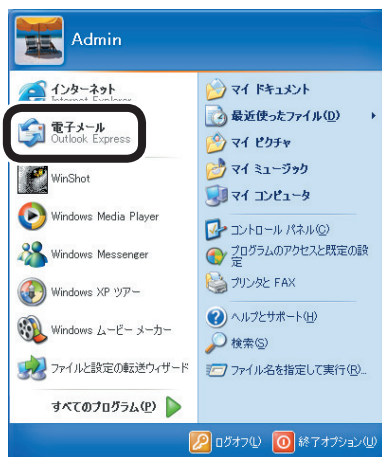 Admin
インターネット
Internet Explorer
電子メール
Outlook Express
WinShot
Windows Media Player
Windows Messenger
Windows XP ツアー
Windows ムービー メーカー
ファイルと設定の転送ウィザード
すべてのプログラム(P)
マイ ドキュメント
最近使ったファイル(D)
マイ ピクチャ
マイ ミュージック
マイ コンピュータ
コントロール パネル(C)
プログラムのアクセスと既定の設
定
プリンタと FAX
ヘルプとサポート(H)
検索(S)
ファイル名を指定して実行(R)...
ログオフ(L)
終了オプション(U)